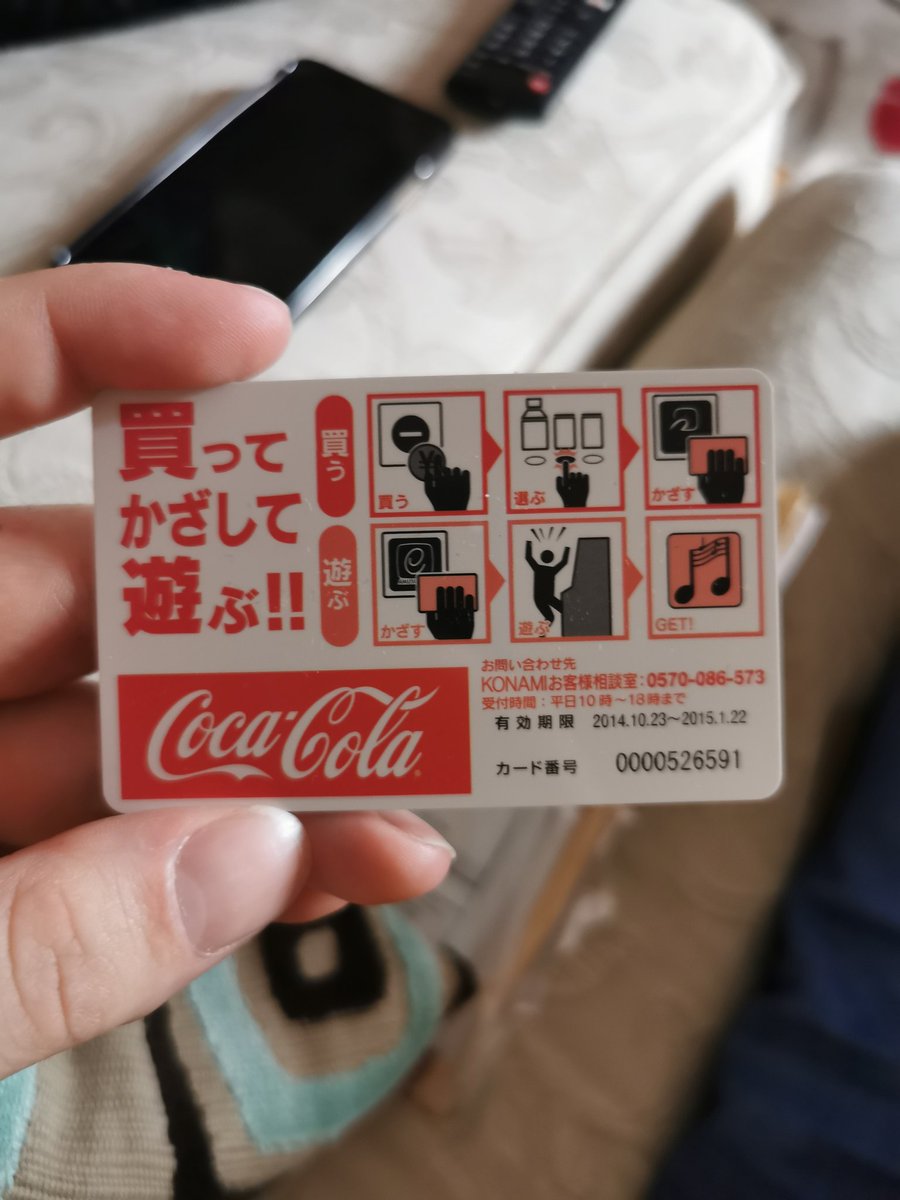 買って
かざして
遊ぶ!!
買う
買う
選ぶ
かざす
遊ぶ
かざす
遊ぶ
GET!
Coca-Cola
お問い合わせ先
KONAMIお客様相談室:0570-086-573
受付時間:平日10時~18時まで
有効期限 2014.10.23~2015.1.22
カード番号 0000526591